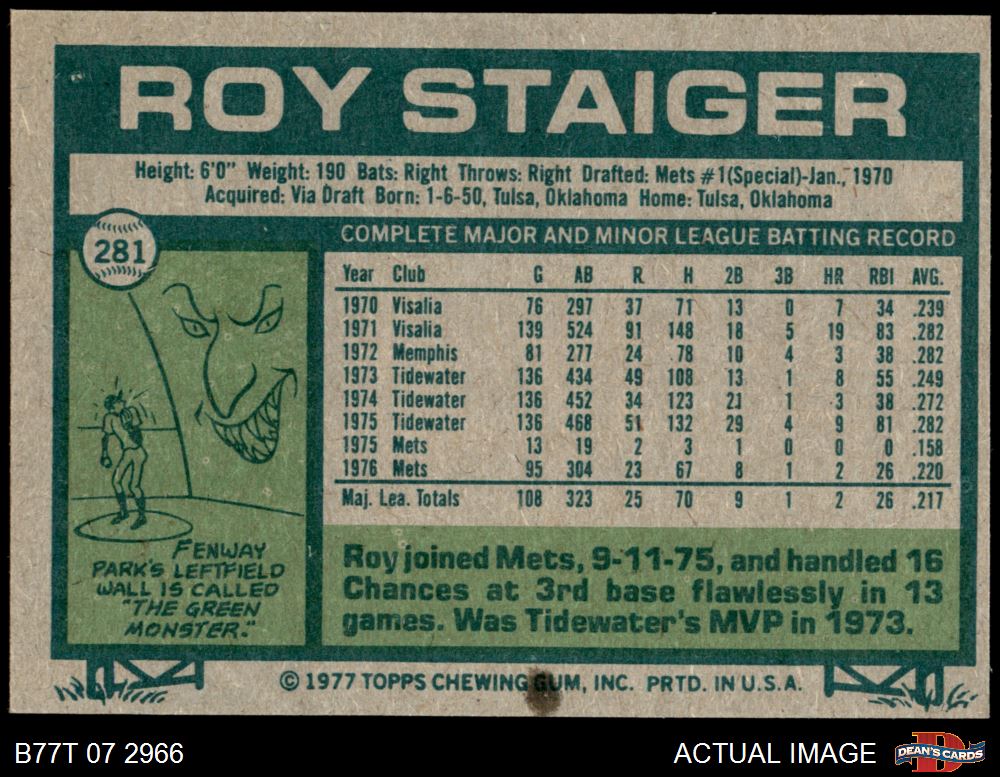 ROY STAIGER
Height: 6'0" Weight: 190 Bats: Right Throws: Right Drafted: Mets #1(Special)-Jan., 1970
Acquired: Via Draft Born: 1-6-50, Tulsa, Oklahoma Home: Tulsa, Oklahoma
281
COMPLETE MAJOR AND MINOR LEAGUE BATTING RECORD
Year Club G AB R H 2B 3B HR RBI AVG.
1970 Visalia 76 297 37 71 13 0 7 34 .239
1971 Visalia 139 524 91 148 18 5 19 83 .282
1972 Memphis 81 277 24 78 10 4 3 38 .282
1973 Tidewater 136 434 49 108 13 1 8 55 .249
1974 Tidewater 136 452 34 123 21 1 3 38 .272
1975 Tidewater 136 468 51 132 29 4 9 81 .282
1975 Mets 13 19 2 3 1 0 0 0 .158
1976 Mets 95 304 23 67 8 1 2 26 .220
Maj. Lea. Totals 108 323 25 70 9 1 2 26 .217
FENWAY
PARK'S LEFTFIELD
WALL IS CALLED
"THE GREEN
MONSTER."
Roy joined Mets, 9-11-75, and handled 16
Chances at 3rd base flawlessly in 13
games. Was Tidewater's MVP in 1973.
© 1977 TOPPS CHEWING GUM, INC. PRTD. IN U.S.A.
B77T 07 2966
ACTUAL IMAGE
DEAN'S CARDS